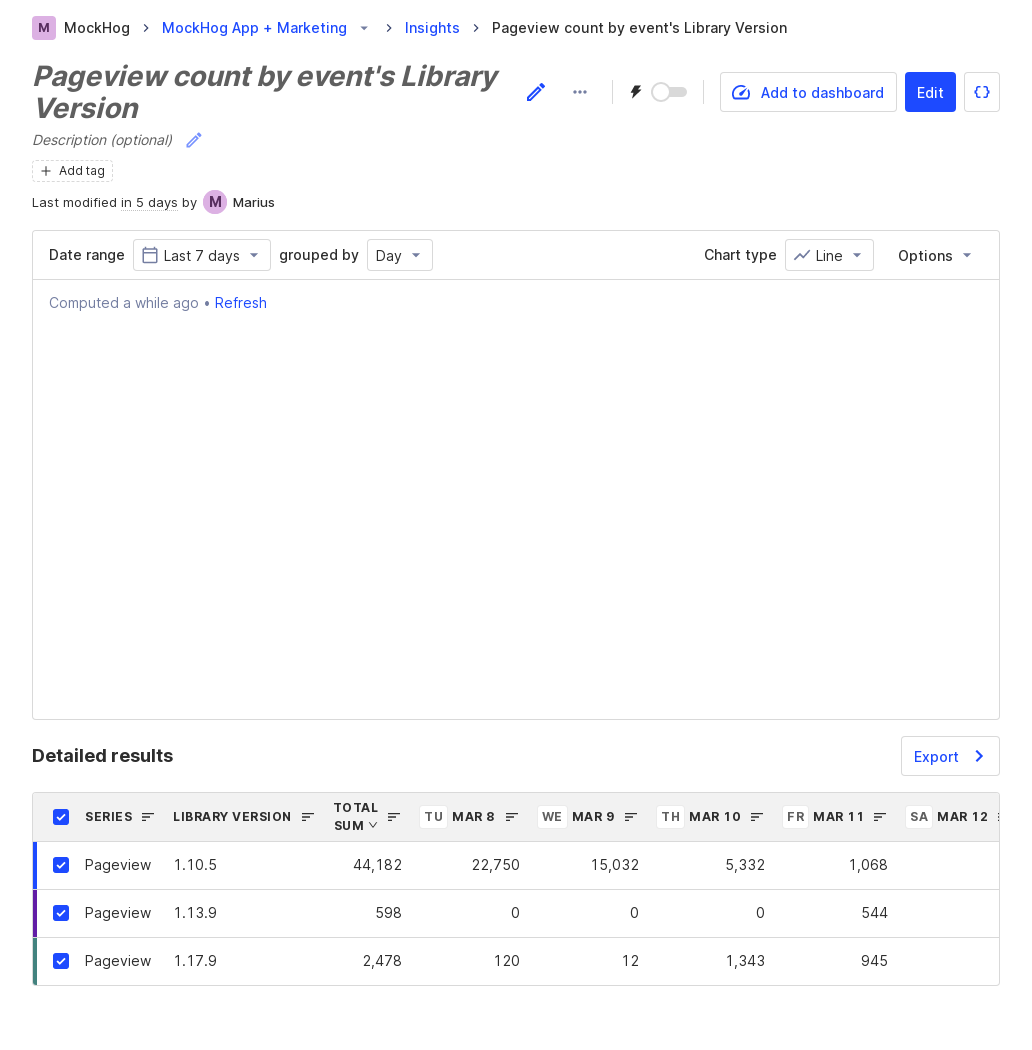 M MockHog > MockHog App + Marketing > Insights > Pageview count by event's Library Version
Pageview count by event's Library
Version
Add to dashboard Edit
Description (optional)
Add tag
Last modified in 5 days by M Marius
Date range Last 7 days grouped by Day Chart type Line Options
Computed a while ago • Refresh
Detailed results Export
SERIES LIBRARY VERSION TOTAL SUM TU MAR 8 WE MAR 9 TH MAR 10 FR MAR 11 SA MAR 12
Pageview 1.10.5 44,182 22,750 15,032 5,332 1,068
Pageview 1.13.9 598 0 0 0 544
Pageview 1.17.9 2,478 120 12 1,343 945